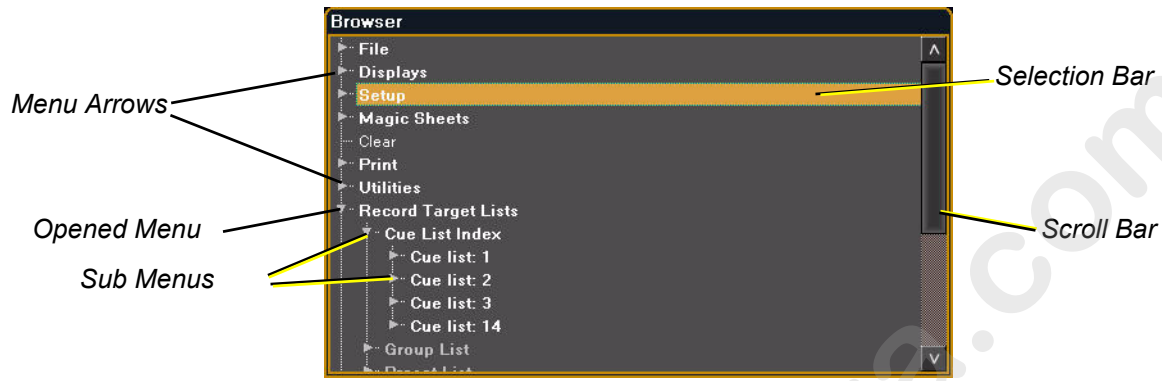 Browser
File
Displays
Setup
Magic Sheets
Clear
Print
Utilities
Record Target Lists
Cue List Index
Cue list: 1
Cue list: 2
Cue list: 3
Cue list: 14
Group List
Menu Arrows
Opened Menu
Sub Menus
Selection Bar
Scroll Bar